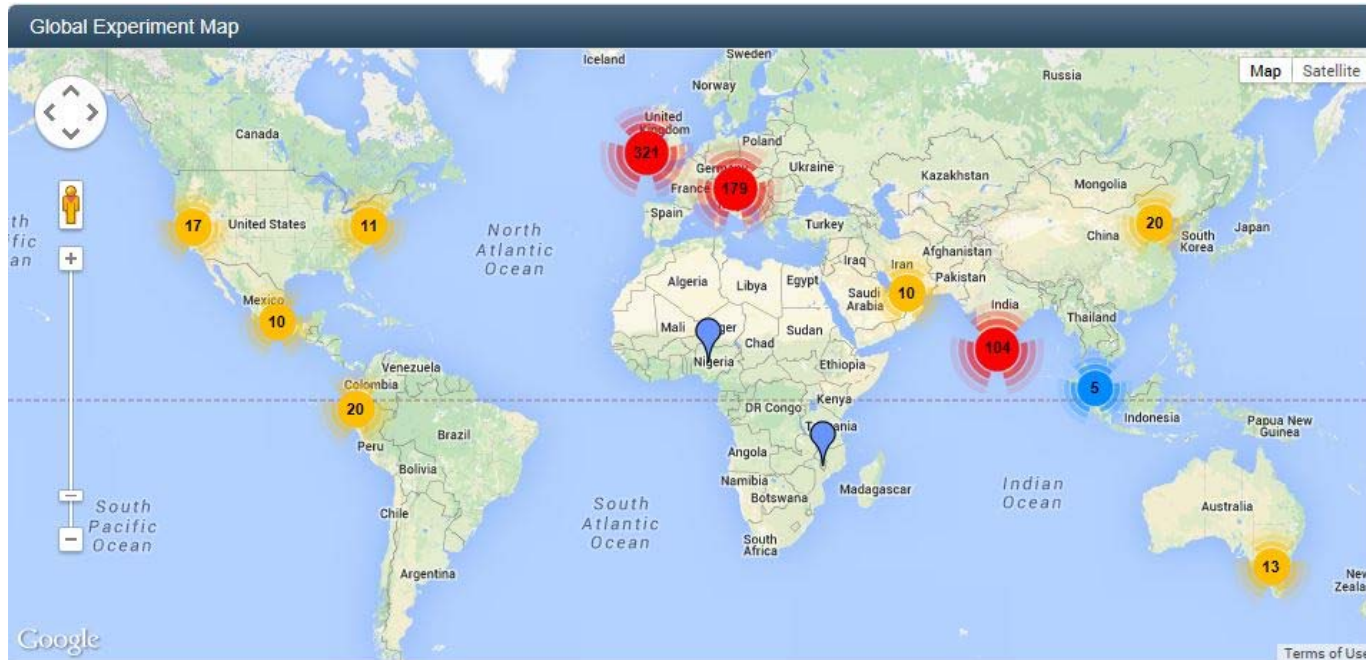 Global Experiment Map
Iceland
Sweden
Norway
Russia
Map
Satellite
Canada
United
Kingdom
321
Poland
Ukraine
179
France
Kazakhstan
Mongolia
Spain
Turkey
17
United States
11
North
Atlantic
Ocean
20
China
South
Korea
Japan
Afghanistan
Iraq
Iran
Pakistan
Algeria
Libya
Egypt
Saudi
Arabia
10
India
Mexico
10
Mali
Chad
Sudan
Thailand
104
Nigeria
Ethiopia
Venezuela
Colombia
20
5
Indonesia
Papua New
Guinea
Kenya
DR Congo
Peru
Brazil
Angola
Bolivia
Namibia
Botswana
Madagascar
Indian
Ocean
Australia
South
Pacific
Ocean
South
Atlantic
Ocean
Chile
South
Africa
Argentina
13
New
Google
Terms of Use